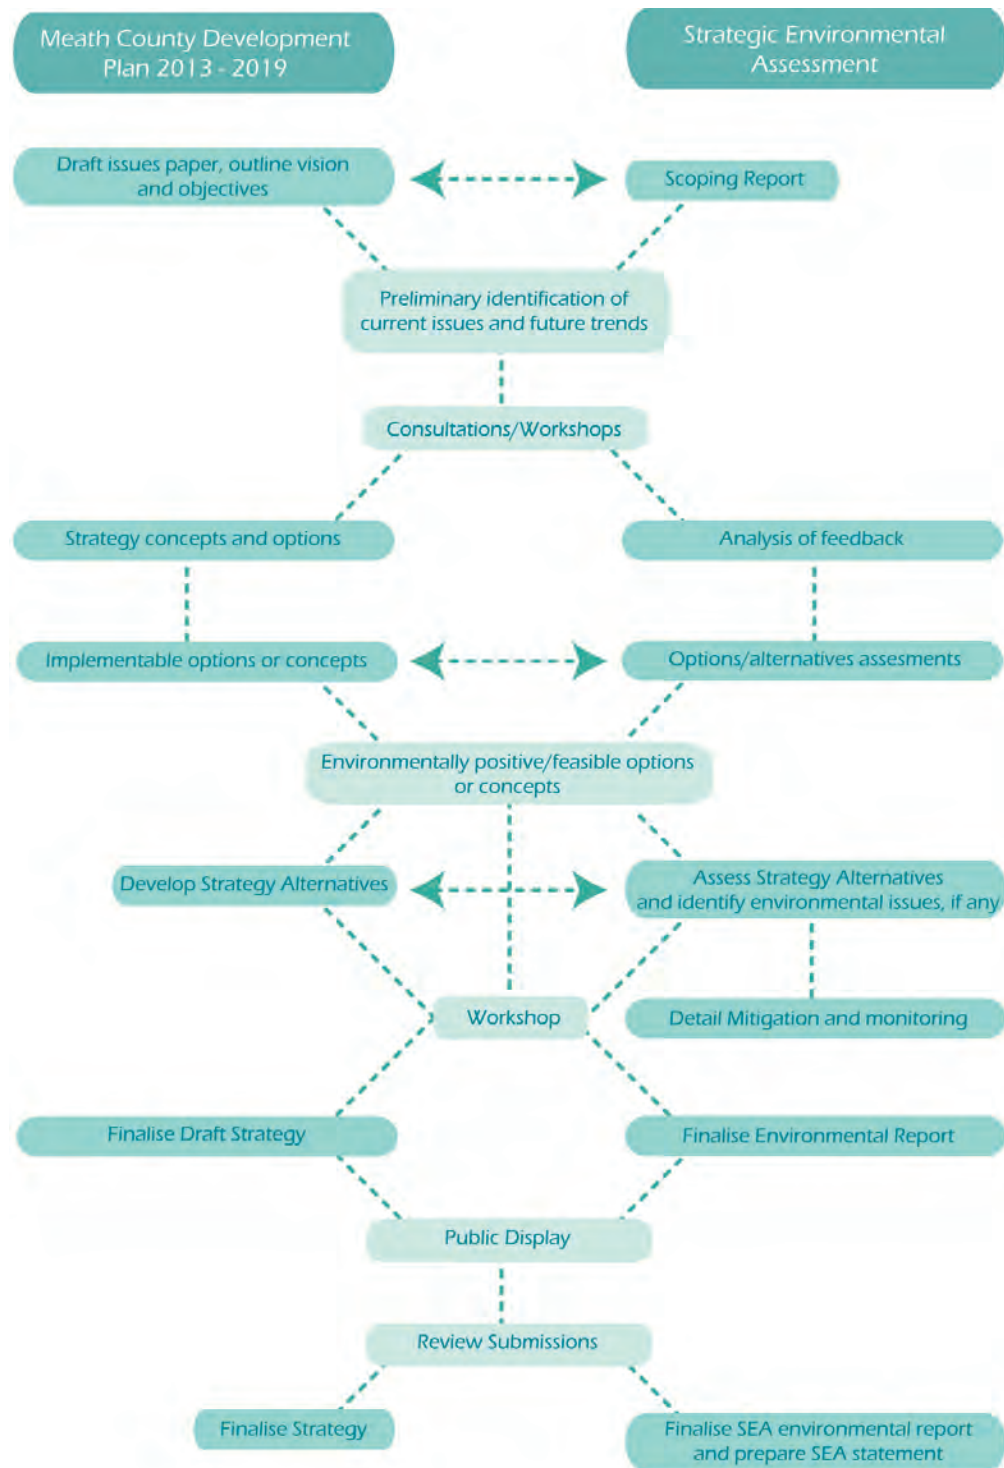 Meath County Development
Plan 2013 - 2019
Strategic Environmental
Assessment
Draft issues paper, outline vision
and objectives
Scoping Report
Preliminary identification of
current issues and future trends
Consultations/Workshops
Strategy concepts and options
Analysis of feedback
Implementable options or concepts
Options/alternatives assesments
Environmentally positive/feasible options
or concepts
Develop Strategy Alternatives
Assess Strategy Alternatives
and identify environmental issues, if any
Workshop
Detail Mitigation and monitoring
Finalise Draft Strategy
Finalise Environmental Report
Public Display
Review Submissions
Finalise Strategy
Finalise SEA environmental report
and prepare SEA statement